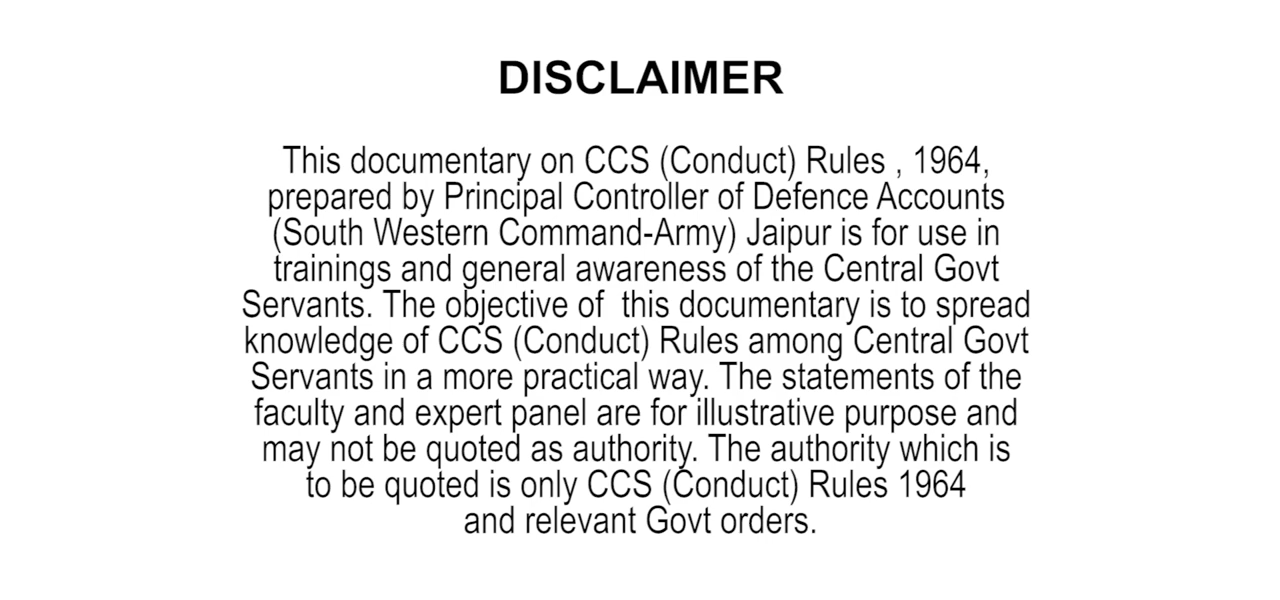 DISCLAIMER
This documentary on CCS (Conduct) Rules , 1964,
prepared by Principal Controller of Defence Accounts
(South Western Command-Army) Jaipur is for use in
trainings and general awareness of the Central Govt
Servants. The objective of  this documentary is to spread
knowledge of CCS (Conduct) Rules among Central Govt
Servants in a more practical way. The statements of the
faculty and expert panel are for illustrative purpose and
may not be quoted as authority. The authority which is
to be quoted is only CCS (Conduct) Rules 1964
and relevant Govt orders.